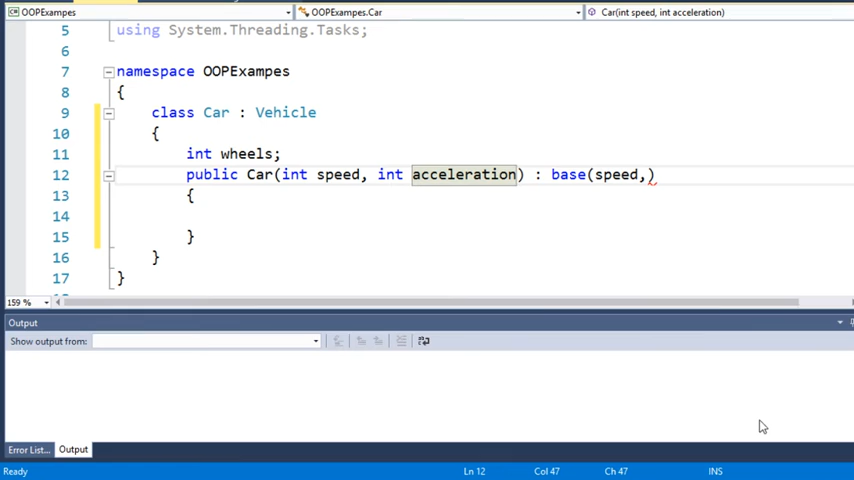 C# OOPExampes OOPExampes.Car Car(int speed, int acceleration)
5 using System.Threading.Tasks;
6
7 namespace OOPExampes
8 {
9 class Car : Vehicle
10 {
11 int wheels;
12 public Car(int speed, int acceleration) : base(speed,)
13 {
14
15 }
16 }
17 }
159 %
Output
Show output from:
Error List... Output
Ready Ln 12 Col 47 Ch 47 INS